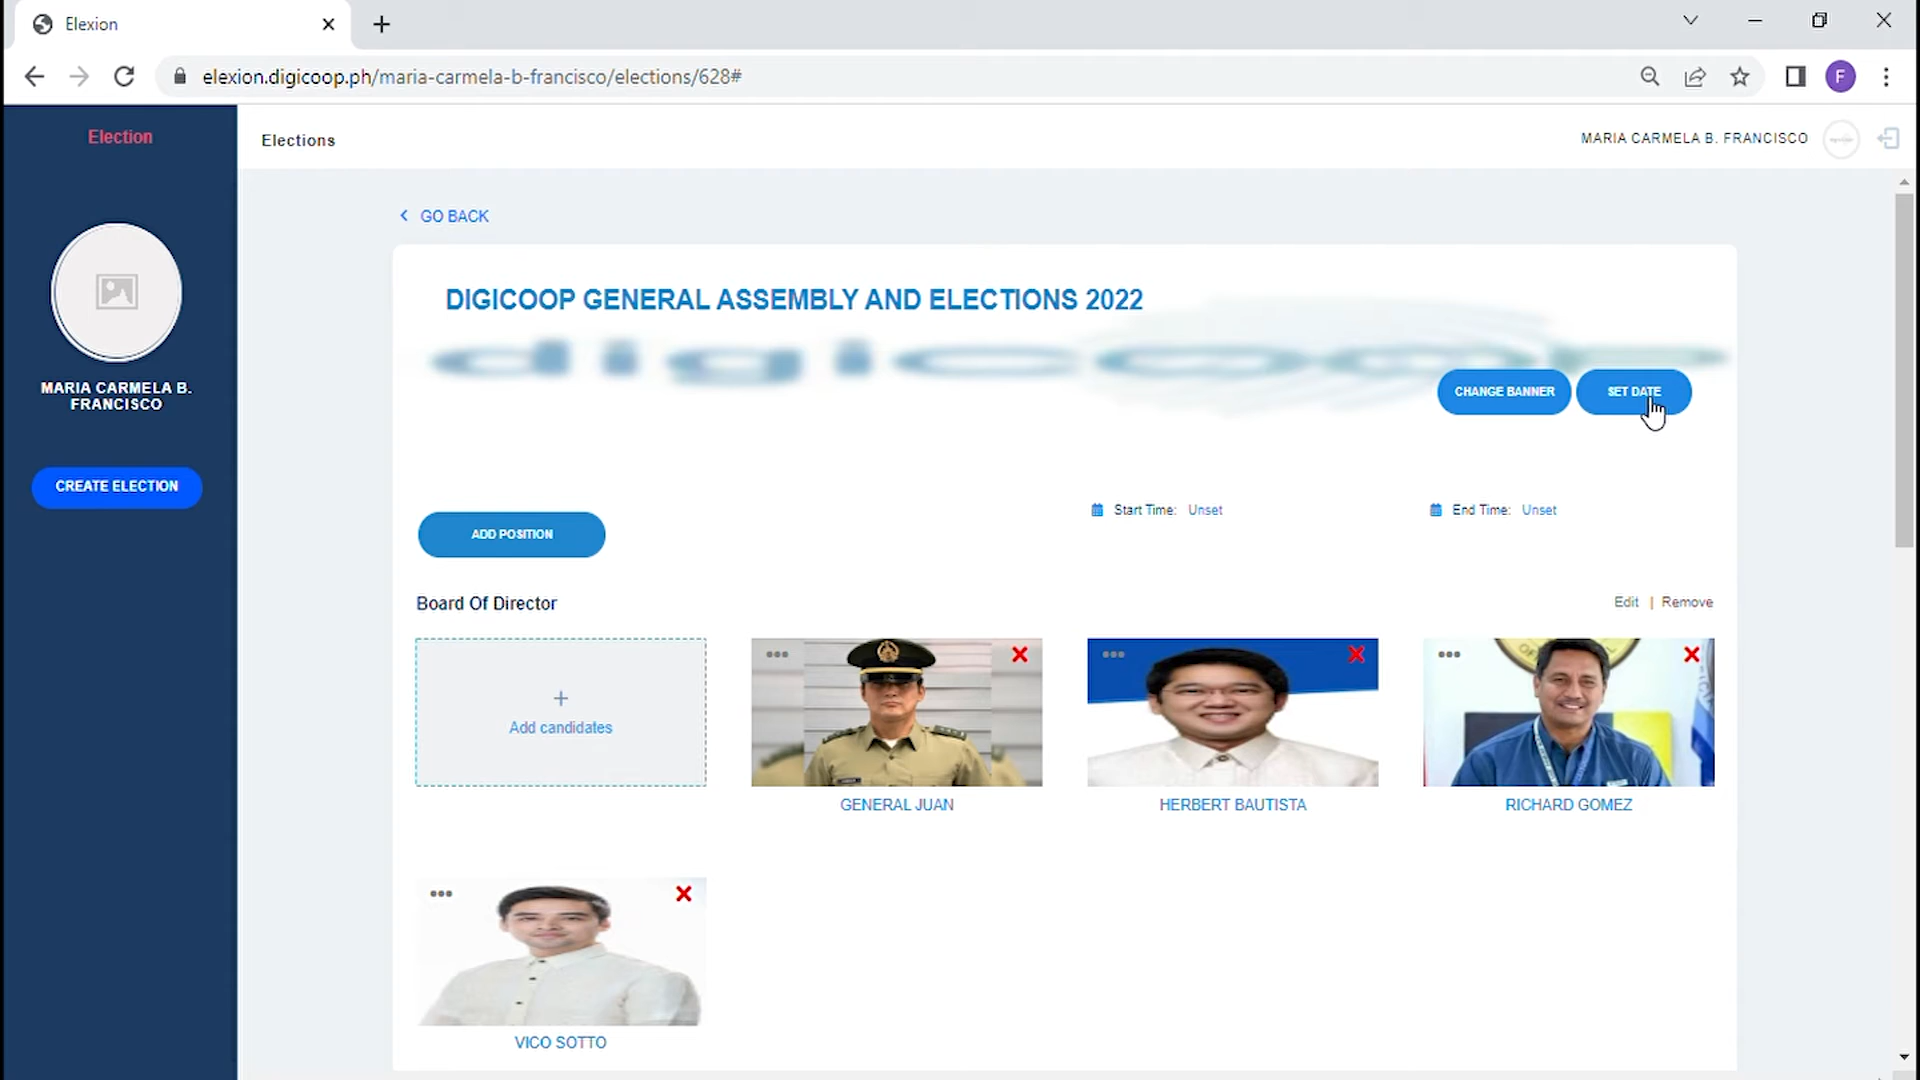 Elexion
elexion.digicoop.ph/maria-carmela-b-francisco/elections/628#
F
Election
Elections
MARIA CARMELA B. FRANCISCO
GO BACK
DIGICOOP GENERAL ASSEMBLY AND ELECTIONS 2022
digicoop
CHANGE BANNER
SET DATE
MARIA CARMELA B.
FRANCISCO
CREATE ELECTION
Start Time: Unset
End Time: Unset
ADD POSITION
Board Of Director
Edit | Remove
+
Add candidates
GENERAL JUAN
HERBERT BAUTISTA
RICHARD GOMEZ
VICO SOTTO